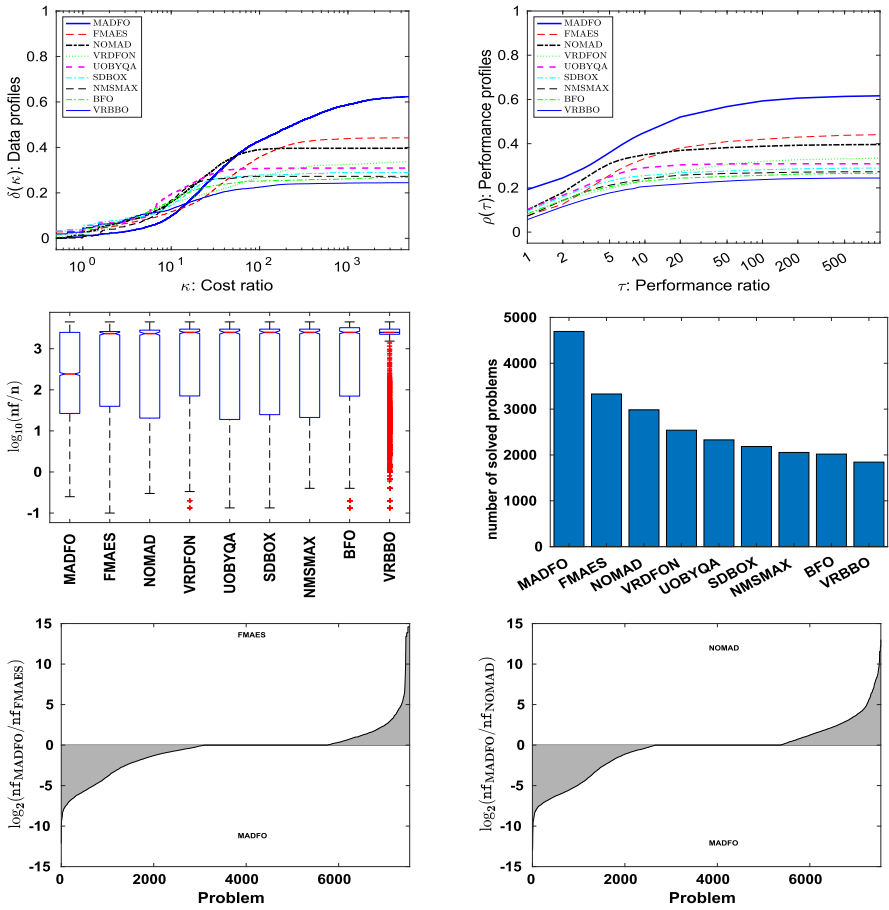 1
0.8
0.6
0.4
0.2
0
δ(κ): Data profiles
MADFO
FMAES
NOMAD
VRDFON
UOBYQA
SDBOX
NMSMAX
BFO
VRBBO
10^0
10^1
10^2
10^3
κ: Cost ratio
1
0.8
0.6
0.4
0.2
0
ρ(τ): Performance profiles
MADFO
FMAES
NOMAD
VRDFON
UOBYQA
SDBOX
NMSMAX
BFO
VRBBO
1
2
5
10
20
50
100
200
500
τ: Performance ratio
3
2
1
0
-1
log₁₀(nf/n)
MADFO
FMAES
NOMAD
VRDFON
UOBYQA
SDBOX
NMSMAX
BFO
VRBBO
5000
4000
3000
2000
1000
0
number of solved problems
MADFO
FMAES
NOMAD
VRDFON
UOBYQA
SDBOX
NMSMAX
BFO
VRBBO
15
10
5
0
-5
-10
-15
log₂(nf_MADFO/nf_FMAES)
FMAES
MADFO
0
2000
4000
6000
Problem
15
10
5
0
-5
-10
-15
log₂(nf_MADFO/nf_NOMAD)
NOMAD
MADFO
0
2000
4000
6000
Problem